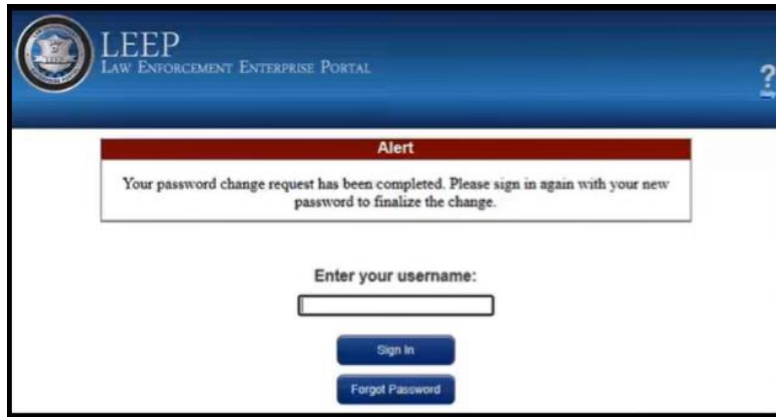 LEEP
LAW ENFORCEMENT ENTERPRISE PORTAL
?
Alert
Your password change request has been completed. Please sign in again with your new
password to finalize the change.
Enter your username:
Sign In
Forgot Password